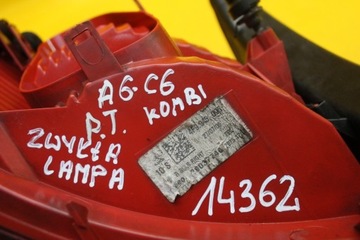 A6-C6
KOMBI
P.T.
ZWYKŁA
LAMPA
14362